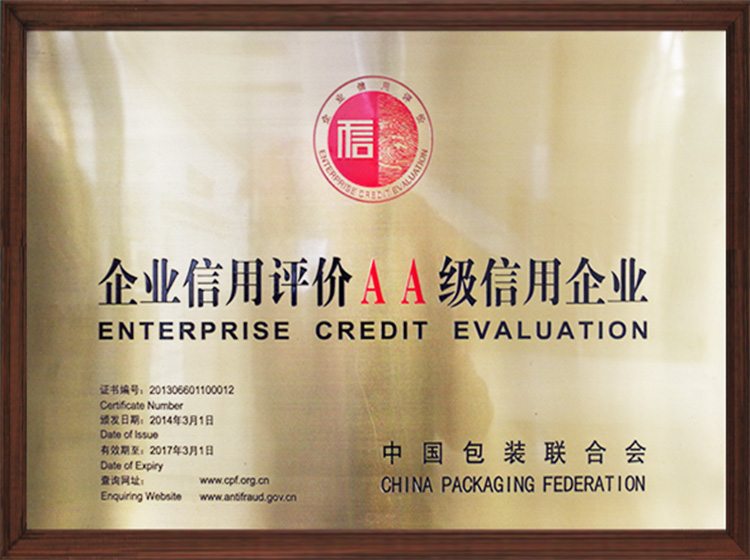 企业信用评价
信
ENTERPRISE CREDIT EVALUATION
企业信用评价AA级信用企业
ENTERPRISE CREDIT EVALUATION
证书编号：201306601100012
Certificate Number
颁发日期：2014年3月1日
Date of Issue
有效期至：2017年3月1日
Date of Expiry
查询网址： www.cpf.org.cn
Enquiring Website www.antifraud.gov.cn
中国包装联合会
CHINA PACKAGING FEDERATION